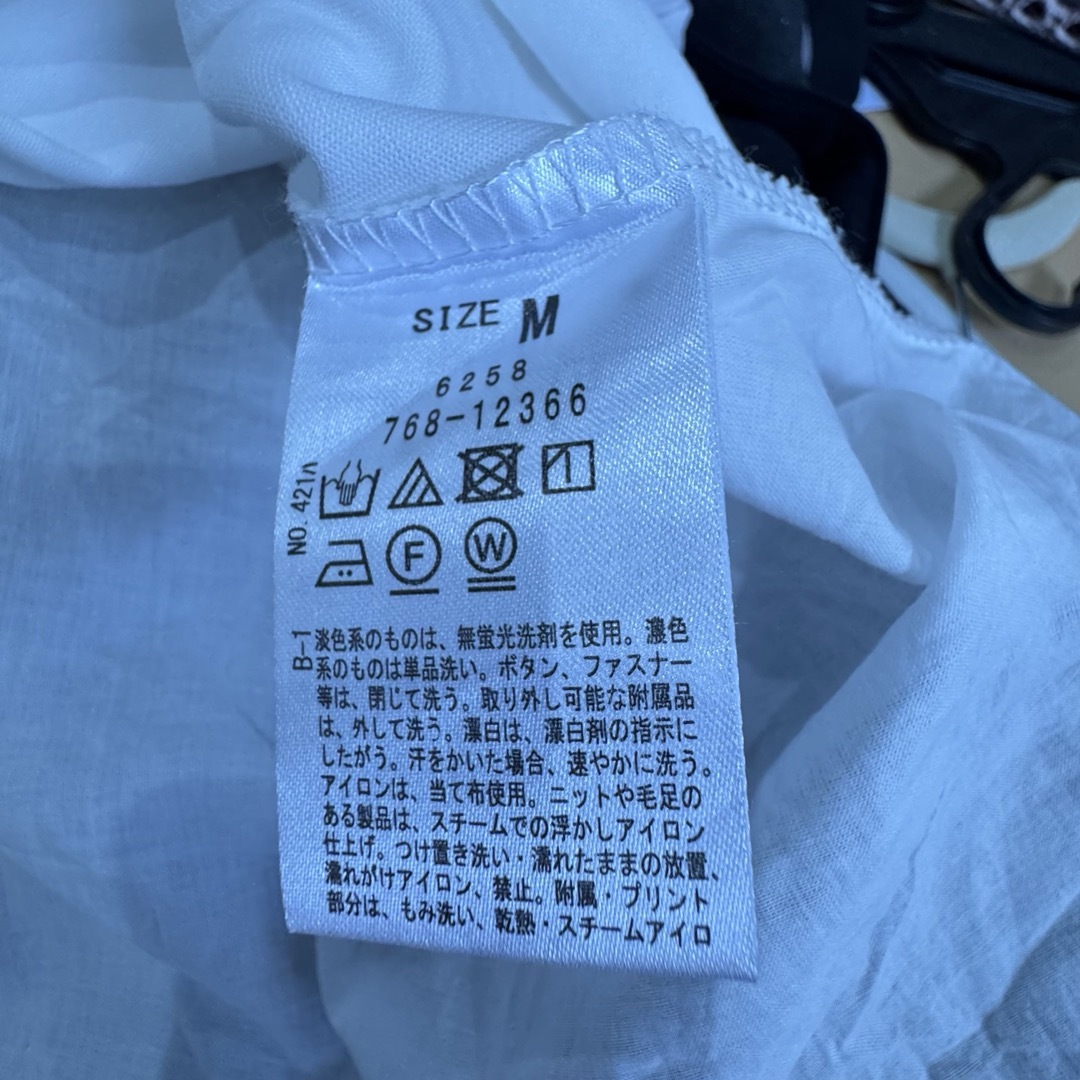 SIZE M
6258
768-12366
NO. 421/
1
F W
B-1
淡色系のものは、無蛍光洗剤を使用。濃色
系のものは単品洗い。ボタン、ファスナー
等は、閉じて洗う。取り外し可能な附属品
は、外して洗う。漂白は、漂白剤の指示に
したがう。汗をかいた場合、速やかに洗う。
アイロンは、当て布使用。ニットや毛足の
ある製品は、スチームでの浮かしアイロン
仕上げ。つけ置き洗い・濡れたままの放置、
濡れがけアイロン、禁止。附属・プリント
部分は、もみ洗い、乾熱・スチームアイロ